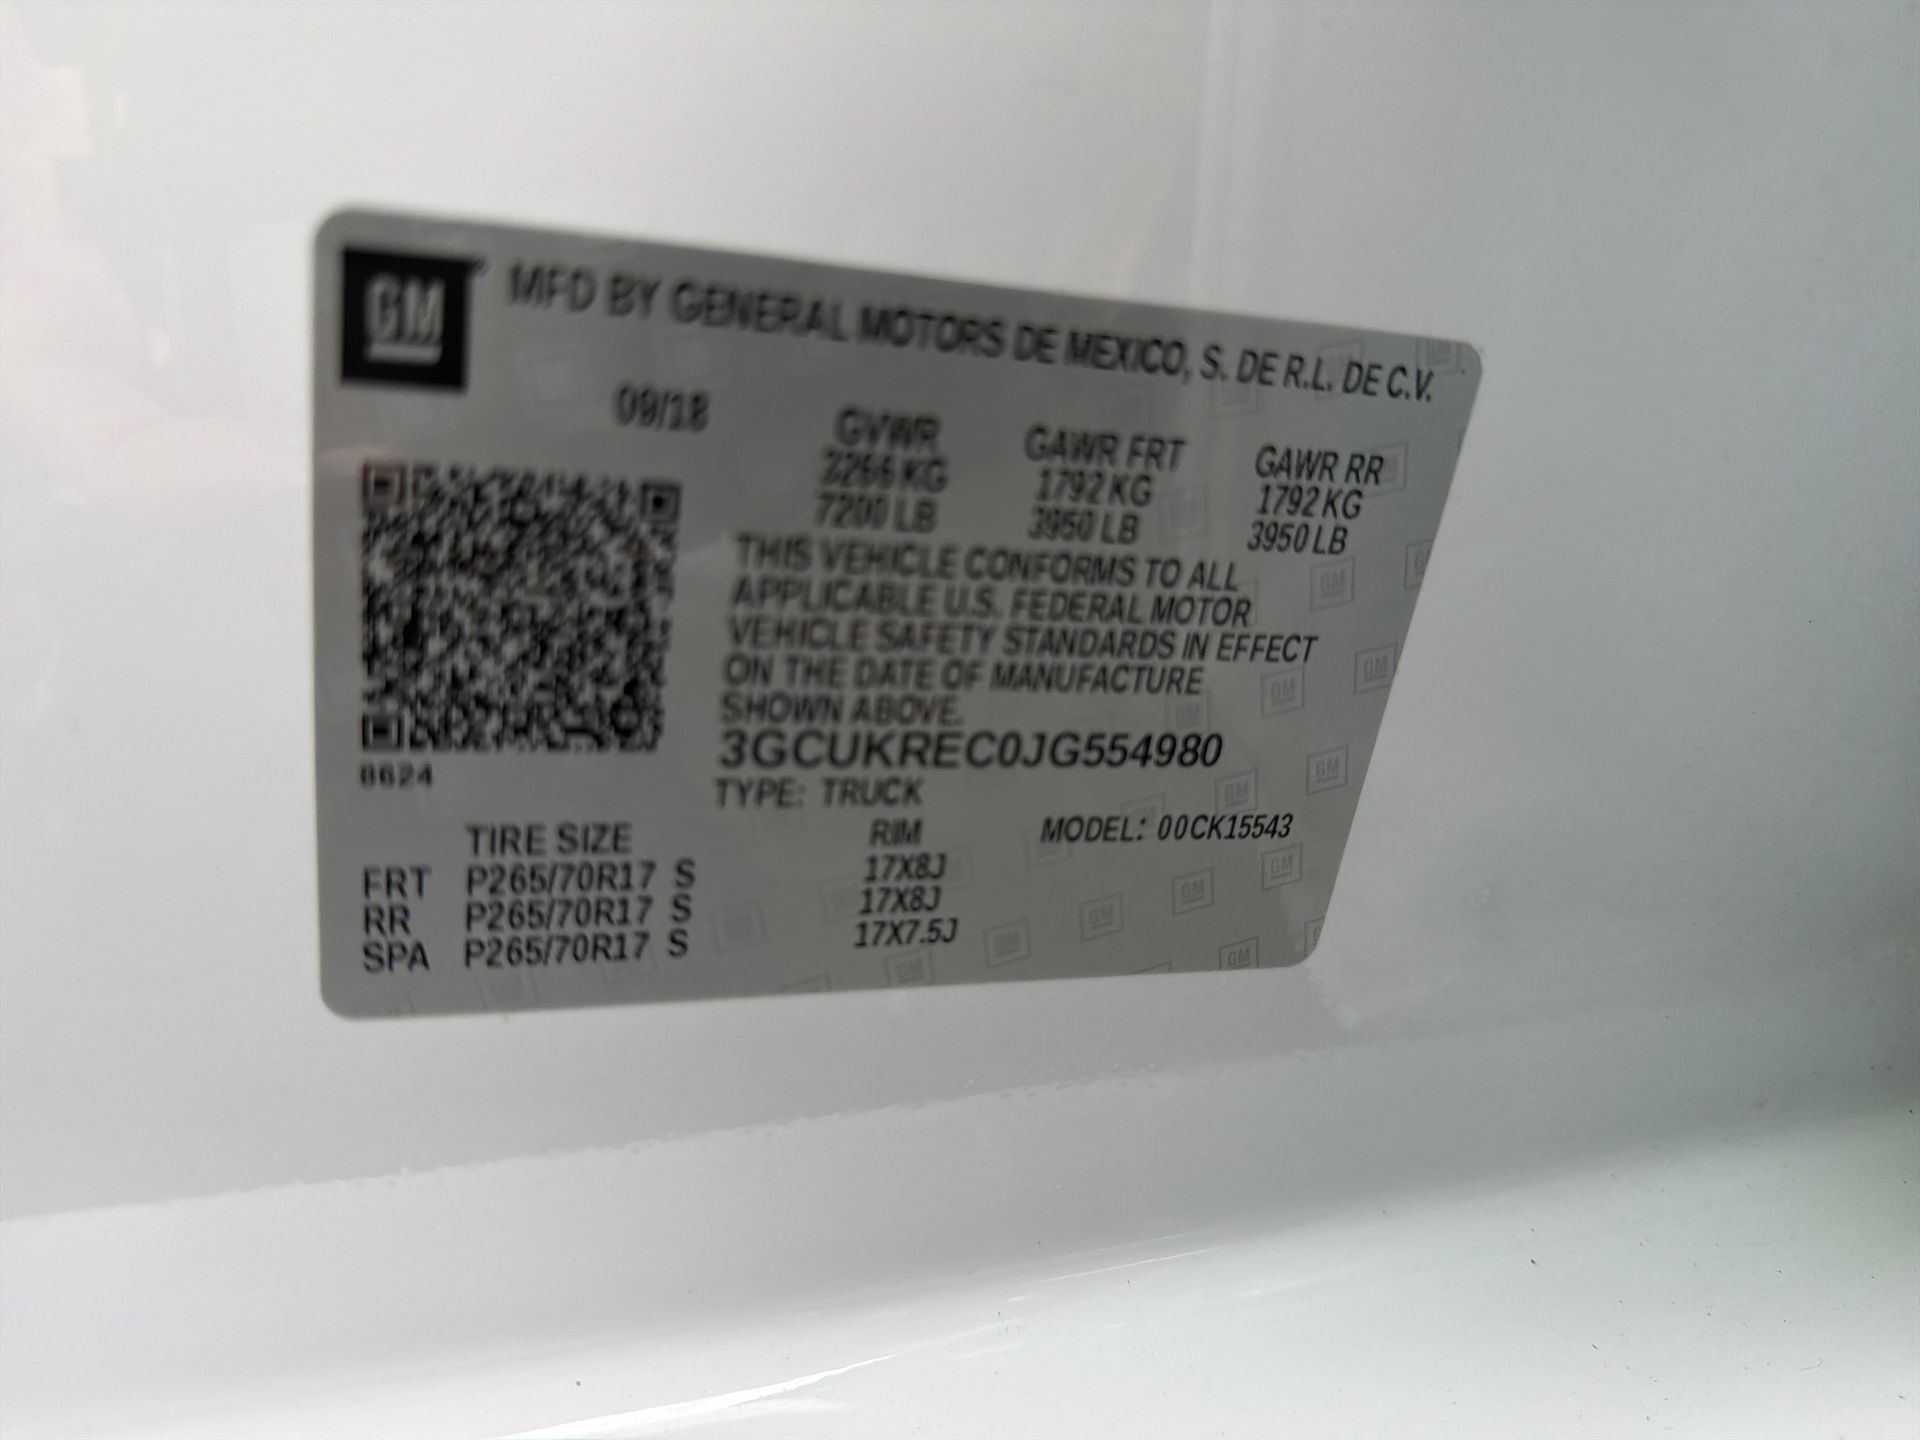 GM MFD BY GENERAL MOTORS DE MEXICO, S. DE R.L. DE C.V.
09/18
GVWR GAWR FRT GAWR RR
3266 KG 1792 KG 1792 KG
7200 LB 3950 LB 3950 LB
THIS VEHICLE CONFORMS TO ALL
APPLICABLE U.S. FEDERAL MOTOR
VEHICLE SAFETY STANDARDS IN EFFECT
ON THE DATE OF MANUFACTURE
SHOWN ABOVE.
3GCUKREC0JG554980
8624
TYPE: TRUCK
MODEL: 00CK15543
TIRE SIZE RIM
FRT P265/70R17 S 17X8J
RR P265/70R17 S 17X8J
SPA P265/70R17 S 17X7.5J